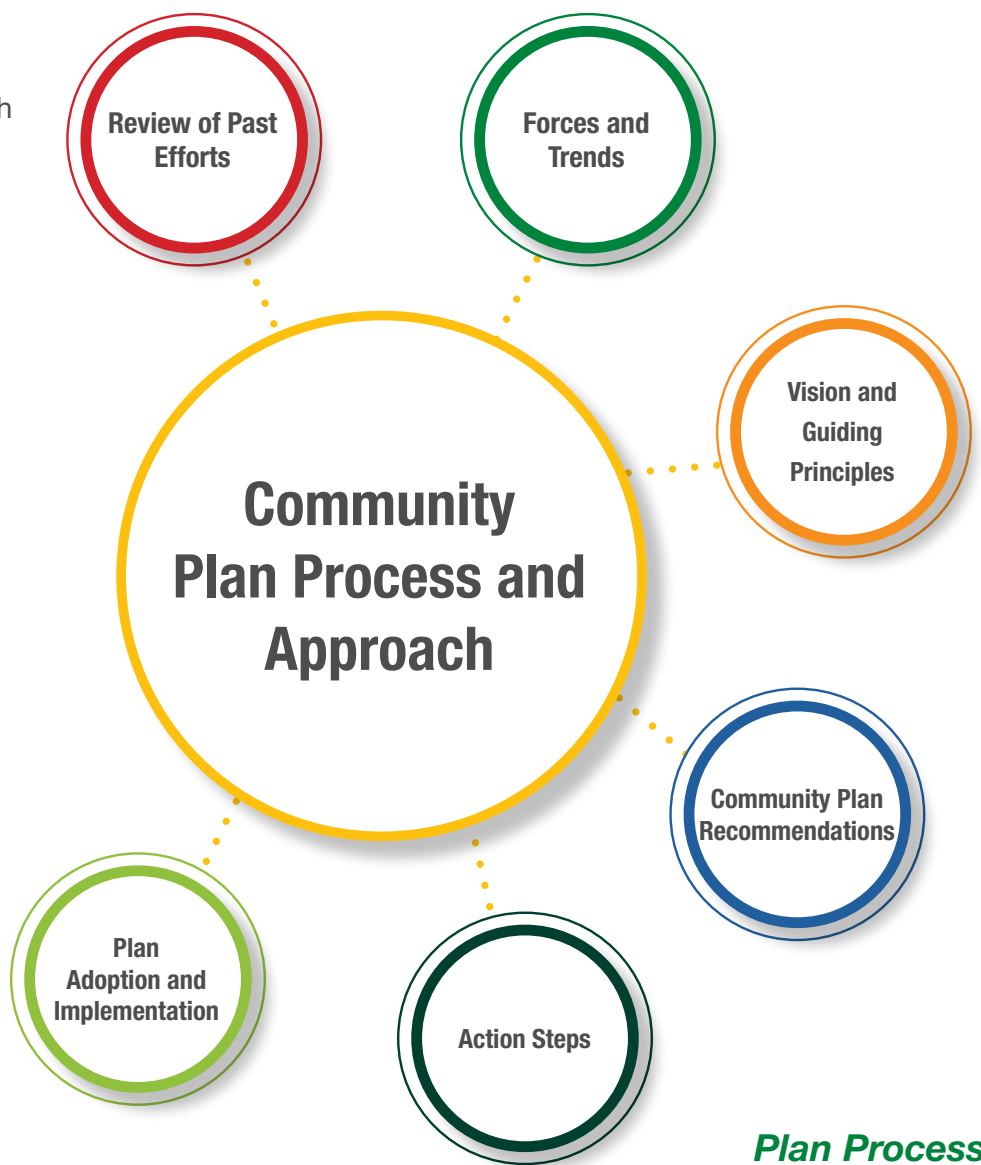 h
Review of Past
Efforts
Forces and
Trends
Vision and
Guiding
Principles
Community
Plan Process and
Approach
Community Plan
Recommendations
Plan
Adoption and
Implementation
Action Steps
Plan Process